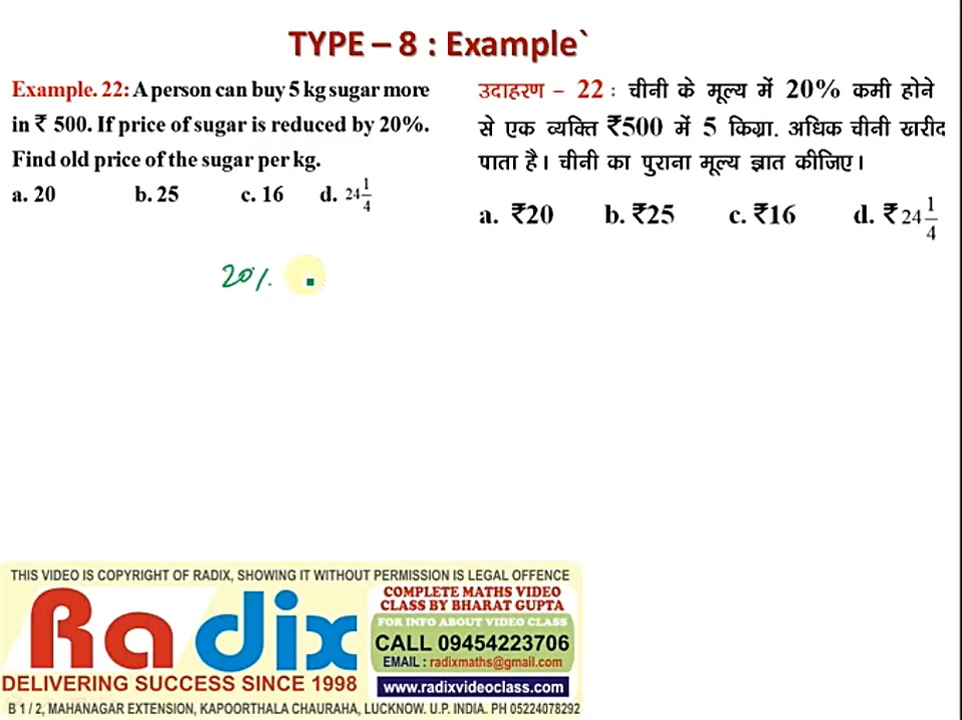 TYPE – 8 : Example`
Example. 22: A person can buy 5 kg sugar more
in ₹ 500. If price of sugar is reduced by 20%.
Find old price of the sugar per kg.
a. 20 b. 25 c. 16 d. 24 1/4
उदाहरण – 22 : चीनी के मूल्य में 20% कमी होने
से एक व्यक्ति ₹500 में 5 किग्रा. अधिक चीनी खरीद
पाता है। चीनी का पुराना मूल्य ज्ञात कीजिए।
a. ₹20 b. ₹25 c. ₹16 d. ₹ 24 1/4
20%.
THIS VIDEO IS COPYRIGHT OF RADIX, SHOWING IT WITHOUT PERMISSION IS LEGAL OFFENCE
Radix
DELIVERING SUCCESS SINCE 1998
COMPLETE MATHS VIDEO
CLASS BY BHARAT GUPTA
FOR INFO ABOUT VIDEO CLASS
CALL 09454223706
EMAIL : radixmaths@gmail.com
www.radixvideoclass.com
B 1 / 2, MAHANAGAR EXTENSION, KAPOORTHALA CHAURAHA, LUCKNOW. U.P. INDIA. PH 05224078292